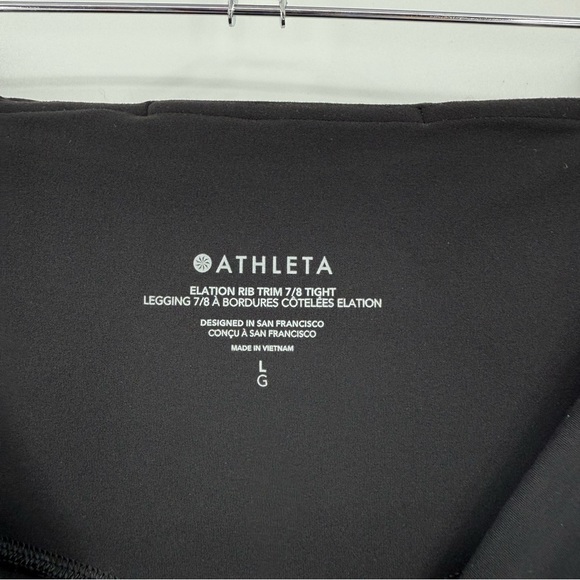 ATHLETA
ELATION RIB TRIM 7/8 TIGHT
LEGGING 7/8 À BORDURES CÔTELÉES ELATION
DESIGNED IN SAN FRANCISCO
CONÇU À SAN FRANCISCO
MADE IN VIETNAM
L
G